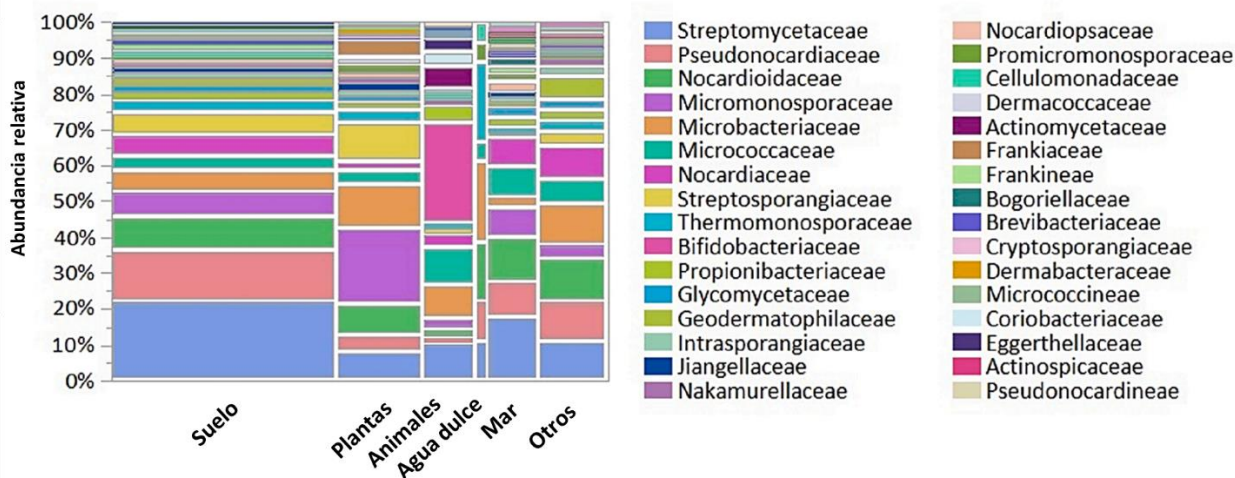 Abundancia relativa
100%
90%
80%
70%
60%
50%
40%
30%
20%
10%
0%
Suelo
Plantas
Animales
Agua dulce
Mar
Otros
Streptomycetaceae
Pseudonocardiaceae
Nocardioidaceae
Micromonosporaceae
Microbacteriaceae
Micrococcaceae
Nocardiaceae
Streptosporangiaceae
Thermomonosporaceae
Bifidobacteriaceae
Propionibacteriaceae
Glycomycetaceae
Geodermatophilaceae
Intrasporangiaceae
Jiangellaceae
Nakamurellaceae
Nocardiopsaceae
Promicromonosporaceae
Cellulomonadaceae
Dermacoccaceae
Actinomycetaceae
Frankiaceae
Frankineae
Bogoriellaceae
Brevibacteriaceae
Cryptosporangiaceae
Dermabacteraceae
Micrococcineae
Coriobacteriaceae
Eggerthellaceae
Actinospicaceae
Pseudonocardineae